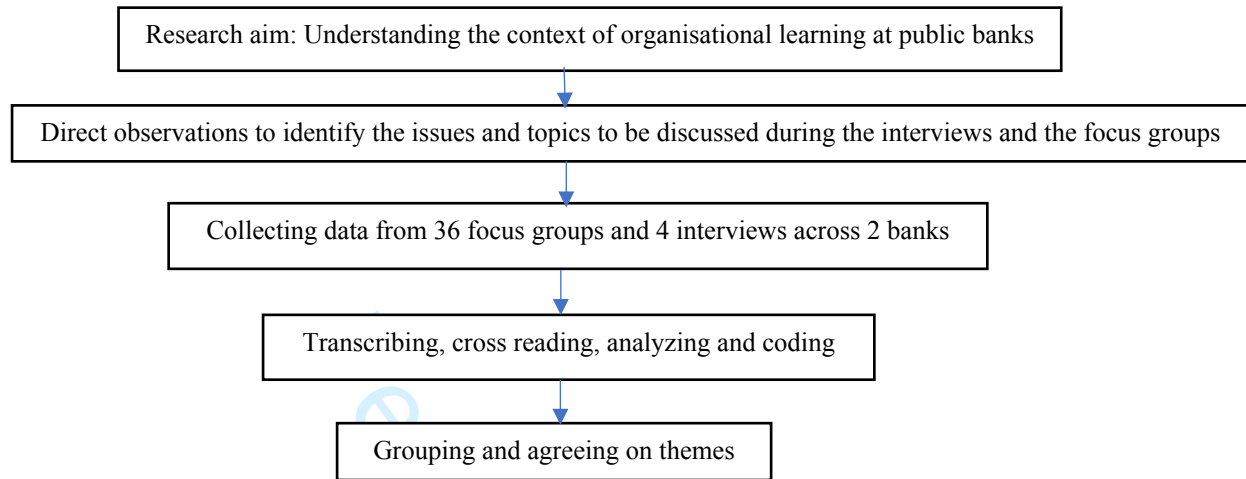 Research aim: Understanding the context of organisational learning at public banks
Direct observations to identify the issues and topics to be discussed during the interviews and the focus groups
Collecting data from 36 focus groups and 4 interviews across 2 banks
Transcribing, cross reading, analyzing and coding
Grouping and agreeing on themes